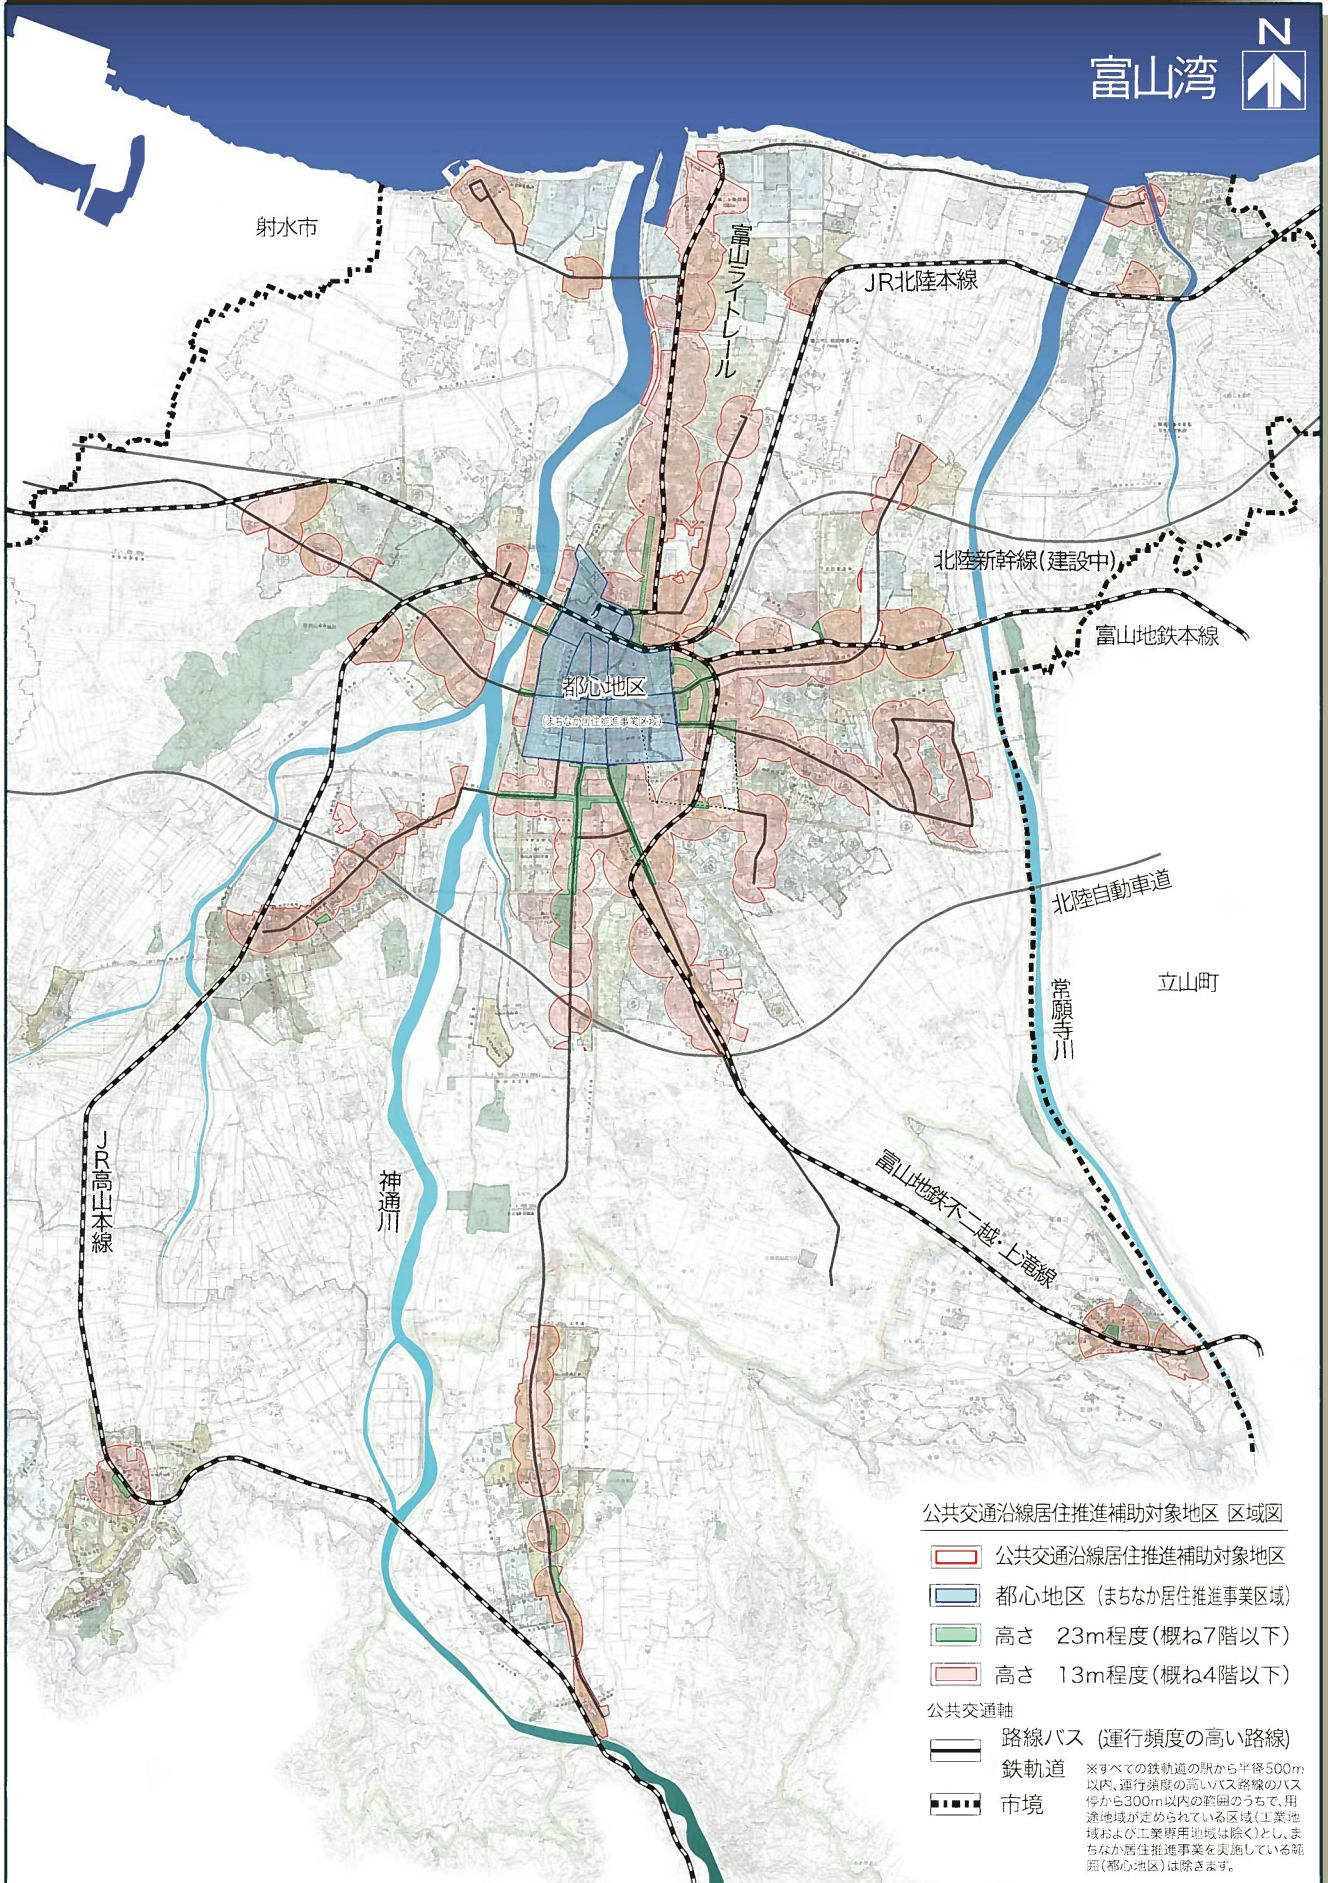 N
富山湾
射水市
富山ライトレール
JR北陸本線
北陸新幹線(建設中)
富山地鉄本線
都心地区
(まちなか居住推進事業区域)
北陸自動車道
立山町
常願寺川
JR高山本線
神通川
富山地鉄不二越・上滝線
公共交通沿線居住推進補助対象地区 区域図
公共交通沿線居住推進補助対象地区
都心地区 (まちなか居住推進事業区域)
高さ 23m程度(概ね7階以下)
高さ 13m程度(概ね4階以下)
公共交通軸
路線バス (運行頻度の高い路線)
鉄軌道
市境
※すべての鉄軌道の駅から半径500m
以内、運行頻度の高いバス路線のバス
停から300m以内の範囲のうちで、用
途地域が定められている区域(工業地
域および工業専用地域は除く)とし、ま
ちなか居住推進事業を実施している範
囲(都心地区)は除きます。